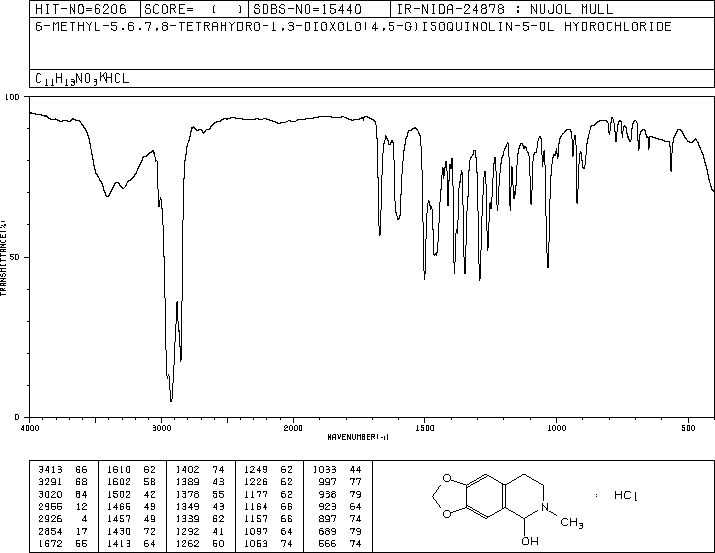 HIT-NO=6206 SCORE= ( ) SDBS-NO=15440 IR-NIDA-24878 : NUJOL MULL
6-METHYL-5,6,7,8-TETRAHYDRO-1,3-DIOXOLO(4,5-G)ISOQUINOLIN-5-OL HYDROCHLORIDE
C11H13NO3·HCL
100
TRANSMITTANCE(%)
50
0
4000 3000 2000 1500 1000 500
WAVENUMBER(-1)
3413 66 1610 62 1402 74 1249 62 1033 44
3291 68 1602 58 1389 43 1226 62 997 77
3020 64 1502 42 1378 55 1177 62 938 79
2955 12 1466 49 1349 43 1164 66 923 64
2926 4 1457 49 1339 62 1157 66 897 74
2854 17 1430 72 1292 41 1097 64 689 79
1672 55 1413 64 1262 50 1053 74 566 74
O
O
N
CH3
OH
· HCl